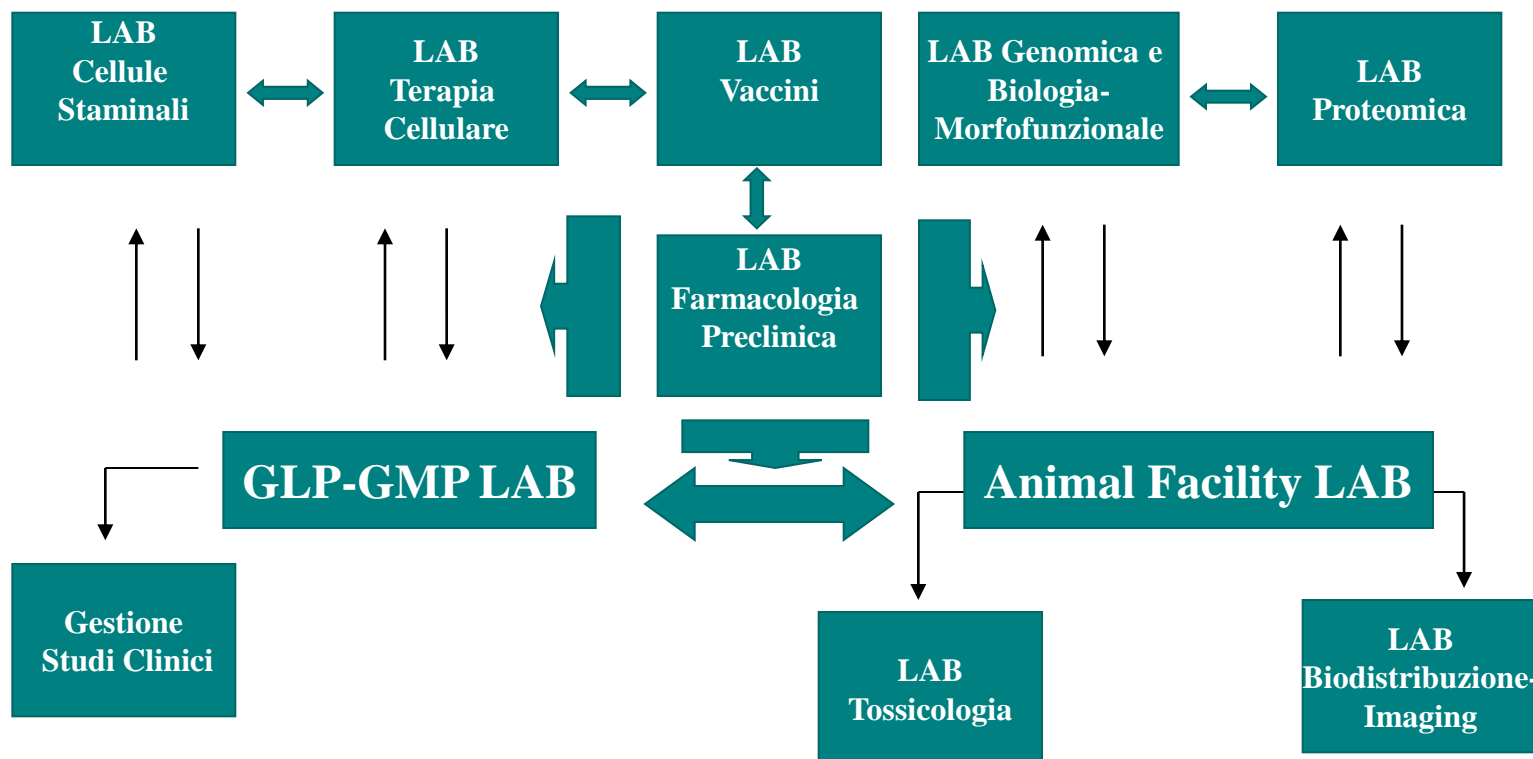 LAB
Cellule
Staminali
LAB
Terapia
Cellulare
LAB
Vaccini
LAB Genomica e
Biologia-
Morfofunzionale
LAB
Proteomica
LAB
Farmacologia
Preclinica
GLP-GMP LAB
Animal Facility LAB
Gestione
Studi Clinici
LAB
Tossicologia
LAB
Biodistribuzione-
Imaging